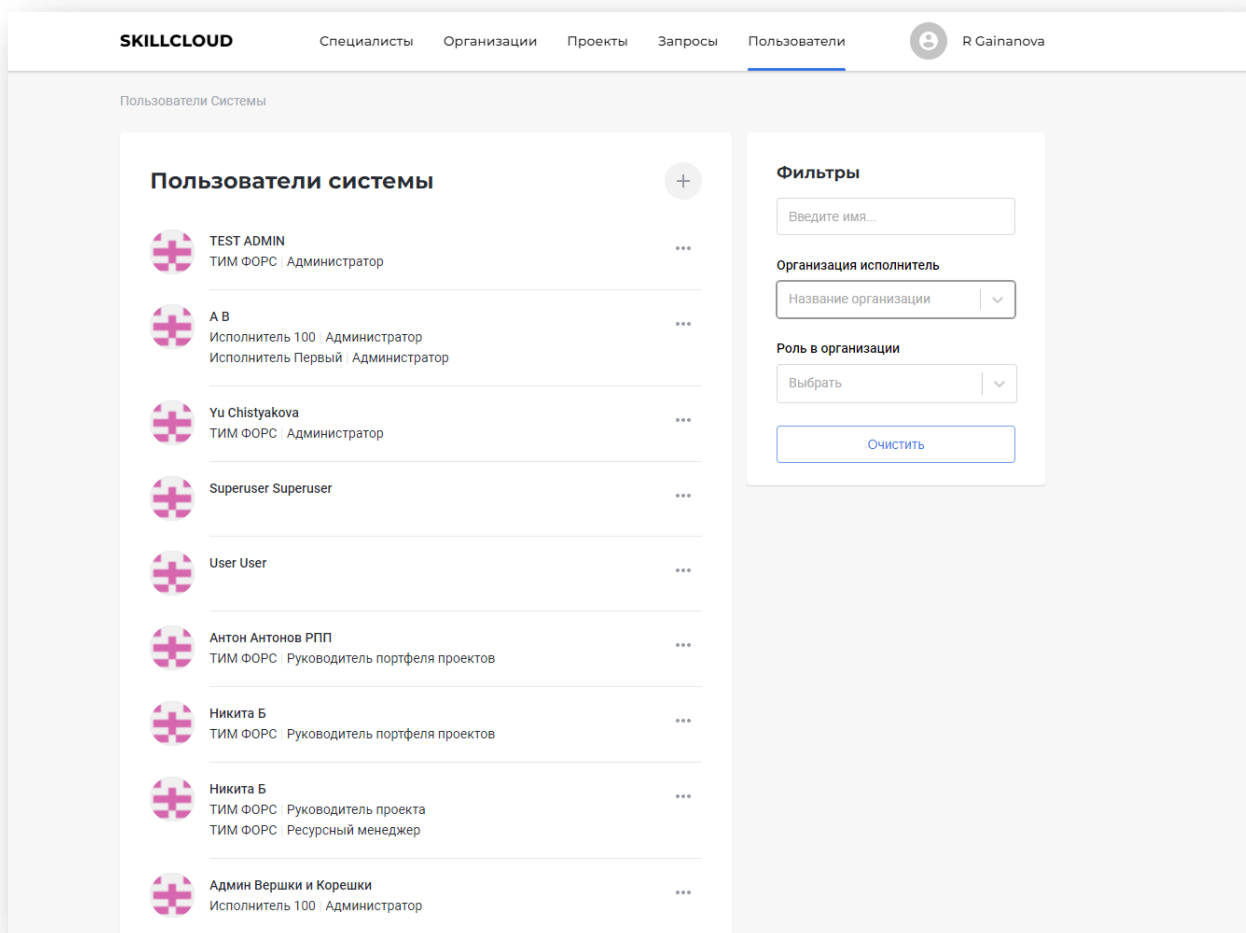 SKILLCLOUD Специалисты Организации Проекты Запросы Пользователи R Gainanova
Пользователи Системы
Пользователи системы
TEST ADMIN
ТИМ ФОРС | Администратор
A B
Исполнитель 100 | Администратор
Исполнитель Первый | Администратор
Yu Chistyakova
ТИМ ФОРС | Администратор
Superuser Superuser
User User
Антон Антонов РПП
ТИМ ФОРС | Руководитель портфеля проектов
Никита Б
ТИМ ФОРС | Руководитель портфеля проектов
Никита Б
ТИМ ФОРС | Руководитель проекта
ТИМ ФОРС | Ресурсный менеджер
Админ Вершки и Корешки
Исполнитель 100 | Администратор
Фильтры
Введите имя...
Организация исполнитель
Название организации
Роль в организации
Выбрать
Очистить